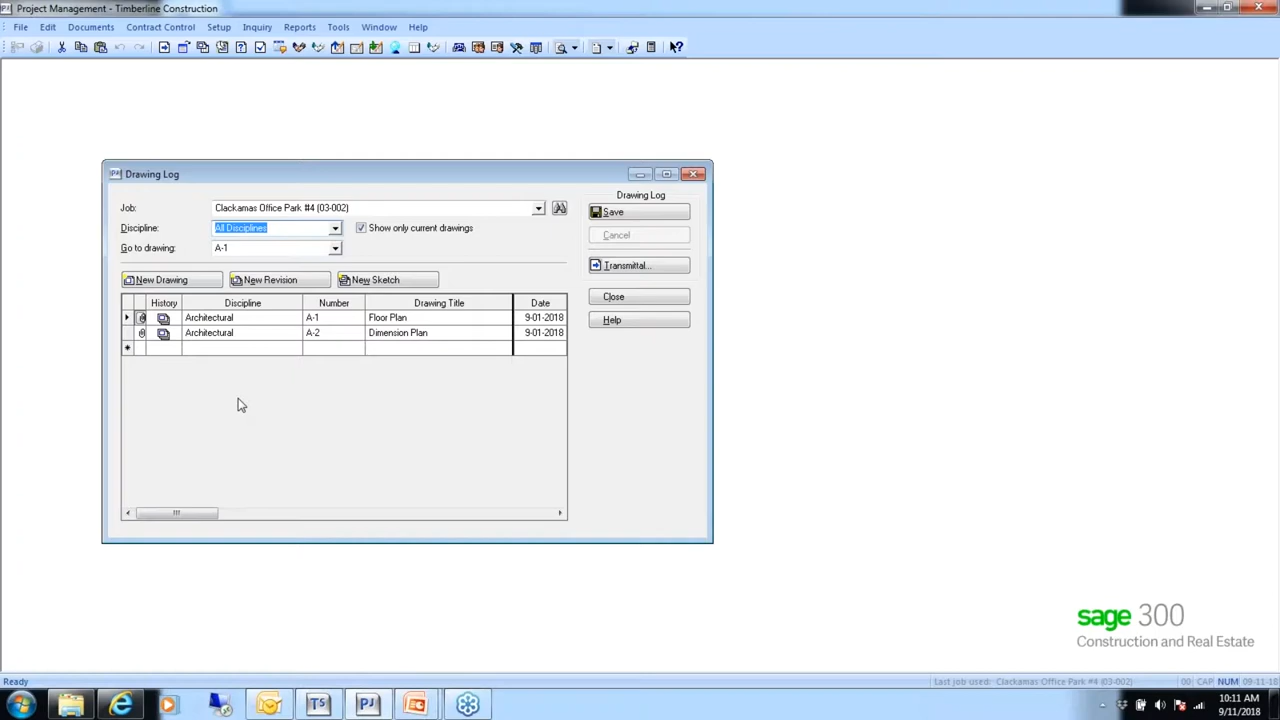 Project Management - Timberline Construction
File Edit Documents Contract Control Setup Inquiry Reports Tools Window Help
Drawing Log
Job: Clackamas Office Park #4 (03-002)
Discipline: All Disciplines Show only current drawings
Go to drawing: A-1
New Drawing New Revision New Sketch
History Discipline Number Drawing Title Date
Architectural A-1 Floor Plan 9-01-2018
Architectural A-2 Dimension Plan 9-01-2018
Drawing Log
Save
Cancel
Transmittal...
Close
Help
sage 300
Construction and Real Estate
Ready Last job used: Clackamas Office Park #4 (03-002) 00 CAP NUM 09-11-18
10:11 AM
9/11/2018